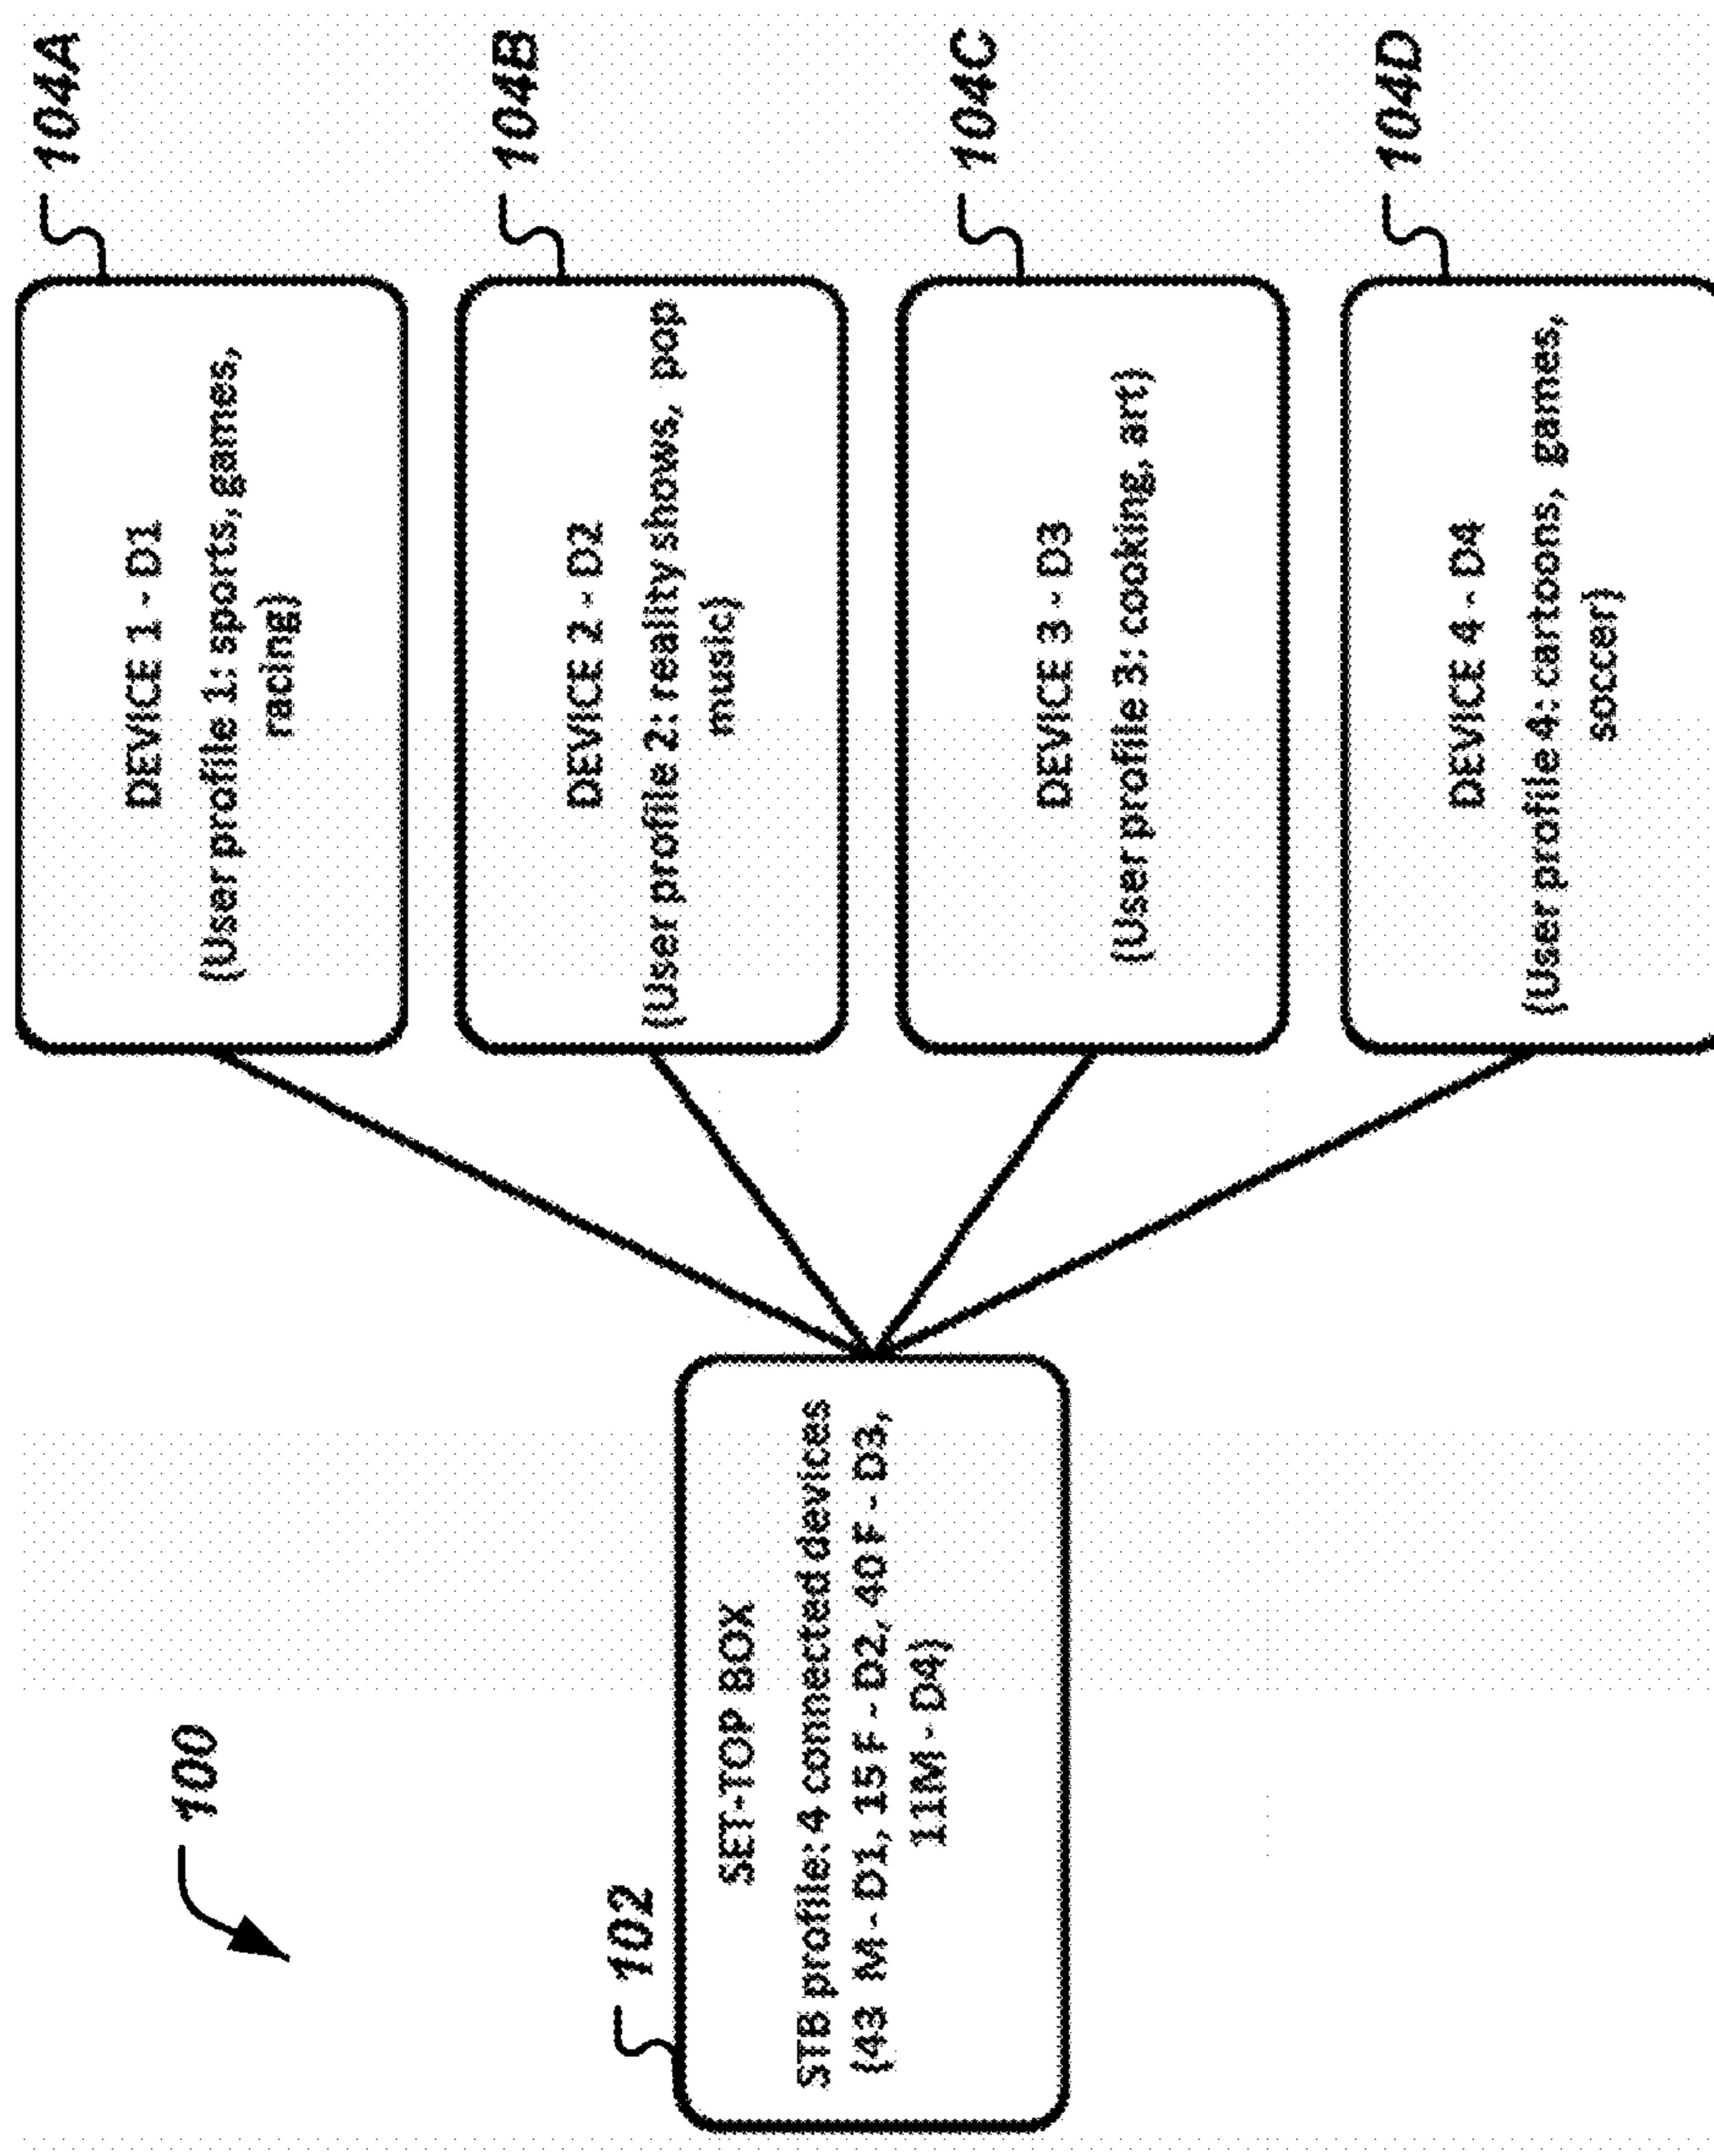 100
102
SET-TOP BOX
STB profile: 4 connected devices
(43 M - D1, 15 F - D2, 40 F - D3,
11M - D4)
104A
DEVICE 1 - D1
(User profile 1: sports, games,
racing)
104B
DEVICE 2 - D2
(User profile 2: reality shows, pop
music)
104C
DEVICE 3 - D3
(User profile 3: cooking, art)
104D
DEVICE 4 - D4
(User profile 4: cartoons, games,
soccer)